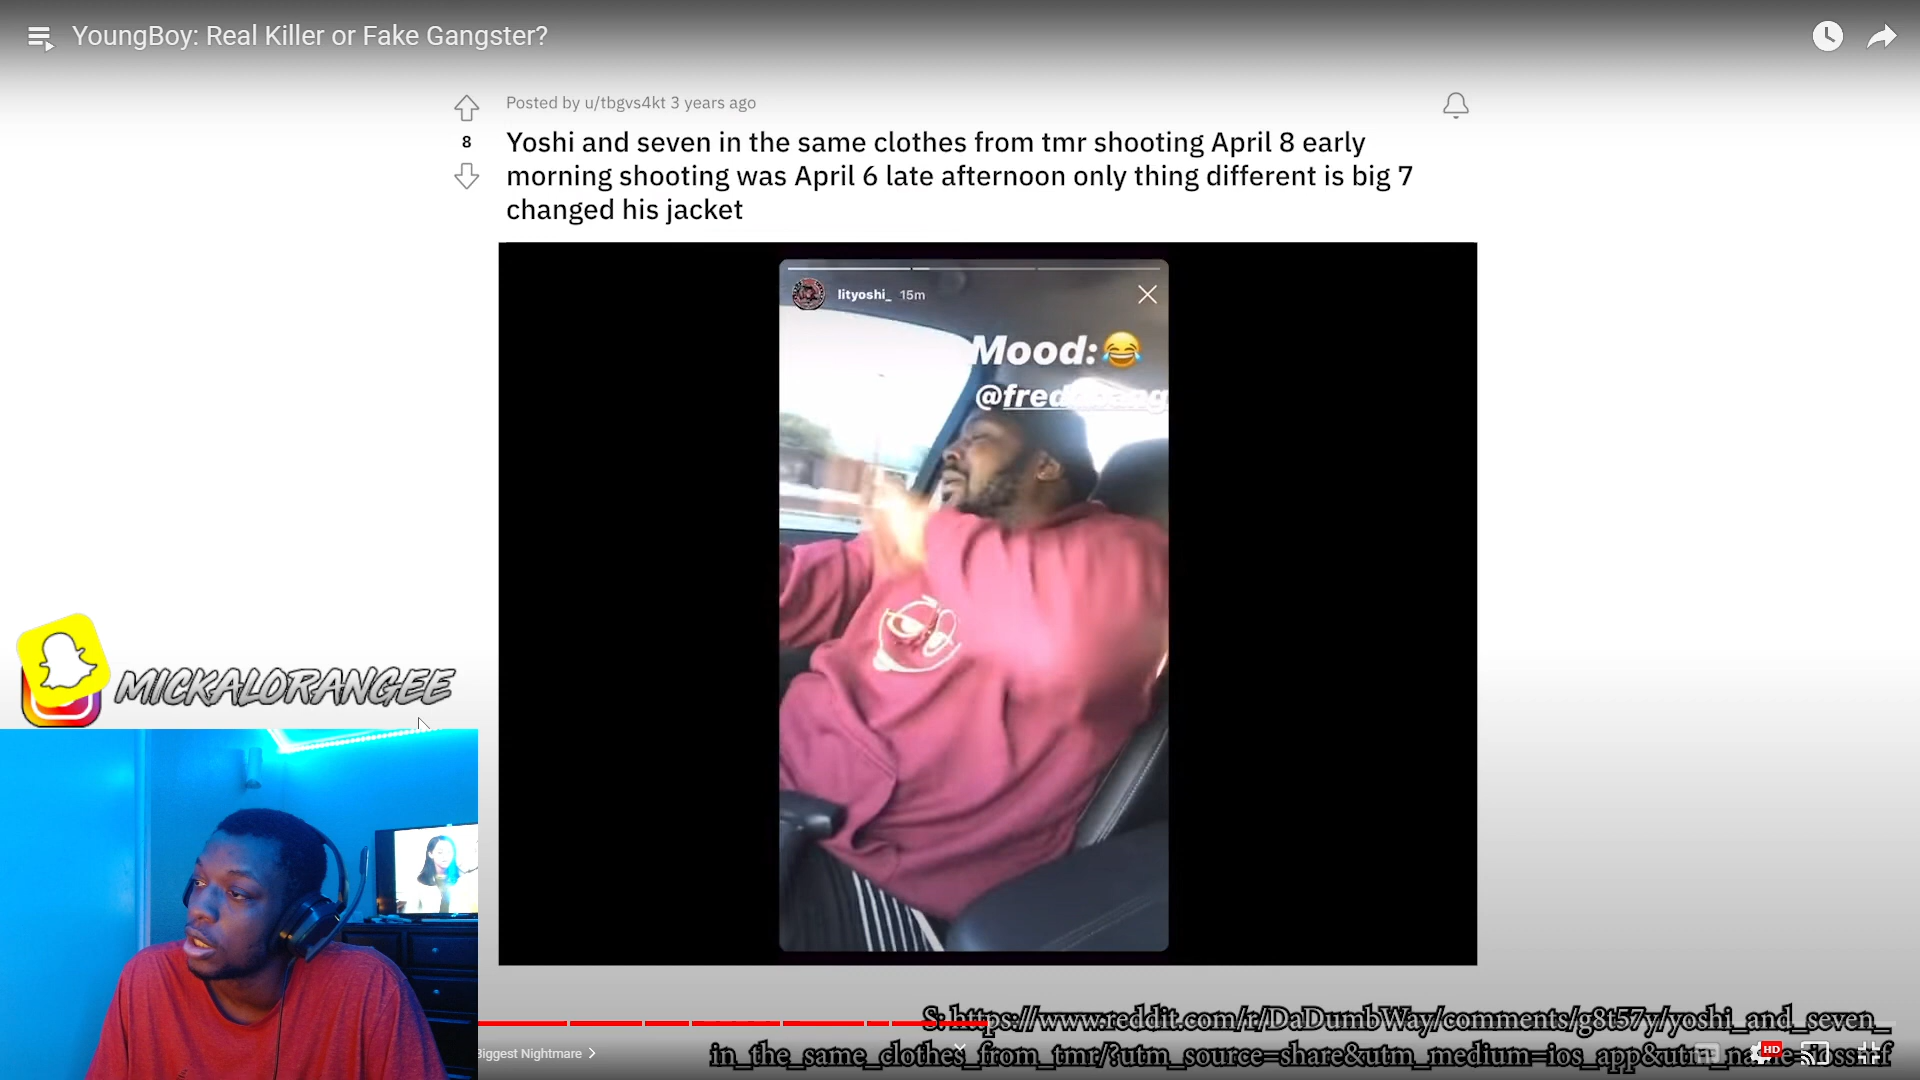 YoungBoy: Real Killer or Fake Gangster?
Posted by u/tbgvs4kt 3 years ago
8
Yoshi and seven in the same clothes from tmr shooting April 8 early
morning shooting was April 6 late afternoon only thing different is big 7
changed his jacket
lityoshi_ 15m
Mood:😂
MICKALORANGEE
S: https://www.reddit.com/r/DaDumbWay/comments/g8t57y/yoshi_and_seven_
Biggest Nightmare
in_the_same_clothes_from_tmr/?utm_source=share&utm_medium=ios_app&utm_name=iossmf
HD